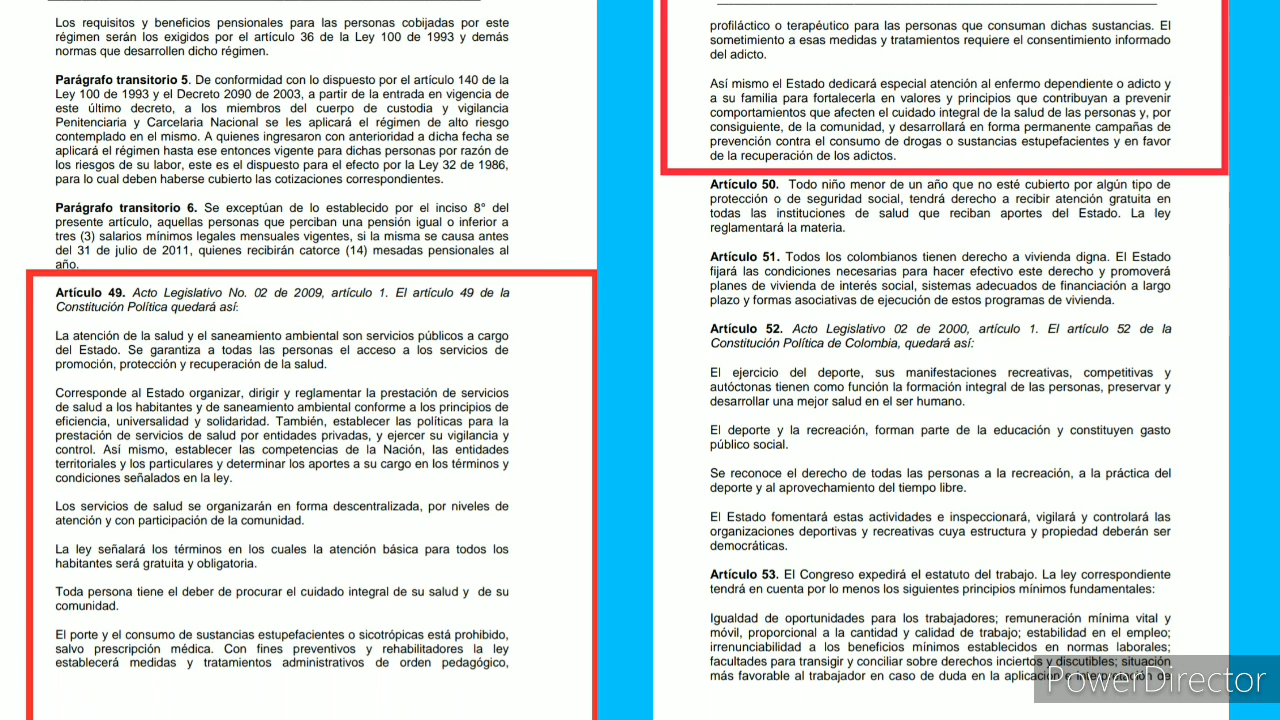 Los requisitos y beneficios pensionales para las personas cobijadas por este
régimen serán los exigidos por el artículo 36 de la Ley 100 de 1993 y demás
normas que desarrollen dicho régimen.
Parágrafo transitorio 5. De conformidad con lo dispuesto por el artículo 140 de la
Ley 100 de 1993 y el Decreto 2090 de 2003, a partir de la entrada en vigencia de
este último decreto, a los miembros del cuerpo de custodia y vigilancia
Penitenciaria y Carcelaria Nacional se les aplicará el régimen de alto riesgo
contemplado en el mismo. A quienes ingresaron con anterioridad a dicha fecha se
aplicará el régimen hasta ese entonces vigente para dichas personas por razón de
los riesgos de su labor, este es el dispuesto para el efecto por la Ley 32 de 1986,
para lo cual deben haberse cubierto las cotizaciones correspondientes.
Parágrafo transitorio 6. Se exceptúan de lo establecido por el inciso 8° del
presente artículo, aquellas personas que perciban una pensión igual o inferior a
tres (3) salarios mínimos legales mensuales vigentes, si la misma se causa antes
del 31 de julio de 2011, quienes recibirán catorce (14) mesadas pensionales al
año.
Artículo 49. Acto Legislativo No. 02 de 2009, artículo 1. El artículo 49 de la
Constitución Política quedará así:
La atención de la salud y el saneamiento ambiental son servicios públicos a cargo
del Estado. Se garantiza a todas las personas el acceso a los servicios de
promoción, protección y recuperación de la salud.
Corresponde al Estado organizar, dirigir y reglamentar la prestación de servicios
de salud a los habitantes y de saneamiento ambiental conforme a los principios de
eficiencia, universalidad y solidaridad. También, establecer las políticas para la
prestación de servicios de salud por entidades privadas, y ejercer su vigilancia y
control. Así mismo, establecer las competencias de la Nación, las entidades
territoriales y los particulares y determinar los aportes a su cargo en los términos y
condiciones señalados en la ley.
Los servicios de salud se organizarán en forma descentralizada, por niveles de
atención y con participación de la comunidad.
La ley señalará los términos en los cuales la atención básica para todos los
habitantes será gratuita y obligatoria.
Toda persona tiene el deber de procurar el cuidado integral de su salud y de su
comunidad.
El porte y el consumo de sustancias estupefacientes o sicotrópicas está prohibido,
salvo prescripción médica. Con fines preventivos y rehabilitadores la ley
establecerá medidas y tratamientos administrativos de orden pedagógico,
profiláctico o terapéutico para las personas que consuman dichas sustancias. El
sometimiento a esas medidas y tratamientos requiere el consentimiento informado
del adicto.
Así mismo el Estado dedicará especial atención al enfermo dependiente o adicto y
a su familia para fortalecerla en valores y principios que contribuyan a prevenir
comportamientos que afecten el cuidado integral de la salud de las personas y, por
consiguiente, de la comunidad, y desarrollará en forma permanente campañas de
prevención contra el consumo de drogas o sustancias estupefacientes y en favor
de la recuperación de los adictos.
Artículo 50. Todo niño menor de un año que no esté cubierto por algún tipo de
protección o de seguridad social, tendrá derecho a recibir atención gratuita en
todas las instituciones de salud que reciban aportes del Estado. La ley
reglamentará la materia.
Artículo 51. Todos los colombianos tienen derecho a vivienda digna. El Estado
fijará las condiciones necesarias para hacer efectivo este derecho y promoverá
planes de vivienda de interés social, sistemas adecuados de financiación a largo
plazo y formas asociativas de ejecución de estos programas de vivienda.
Artículo 52. Acto Legislativo 02 de 2000, artículo 1. El artículo 52 de la
Constitución Política de Colombia, quedará así:
El ejercicio del deporte, sus manifestaciones recreativas, competitivas y
autóctonas tienen como función la formación integral de las personas, preservar y
desarrollar una mejor salud en el ser humano.
El deporte y la recreación, forman parte de la educación y constituyen gasto
público social.
Se reconoce el derecho de todas las personas a la recreación, a la práctica del
deporte y al aprovechamiento del tiempo libre.
El Estado fomentará estas actividades e inspeccionará, vigilará y controlará las
organizaciones deportivas y recreativas cuya estructura y propiedad deberán ser
democráticas.
Artículo 53. El Congreso expedirá el estatuto del trabajo. La ley correspondiente
tendrá en cuenta por lo menos los siguientes principios mínimos fundamentales:
Igualdad de oportunidades para los trabajadores; remuneración mínima vital y
móvil, proporcional a la cantidad y calidad de trabajo; estabilidad en el empleo;
irrenunciabilidad a los beneficios mínimos establecidos en normas laborales;
facultades para transigir y conciliar sobre derechos inciertos y discutibles; situación
más favorable al trabajador en caso de duda en la aplicación e interpretación de
PowerDirector